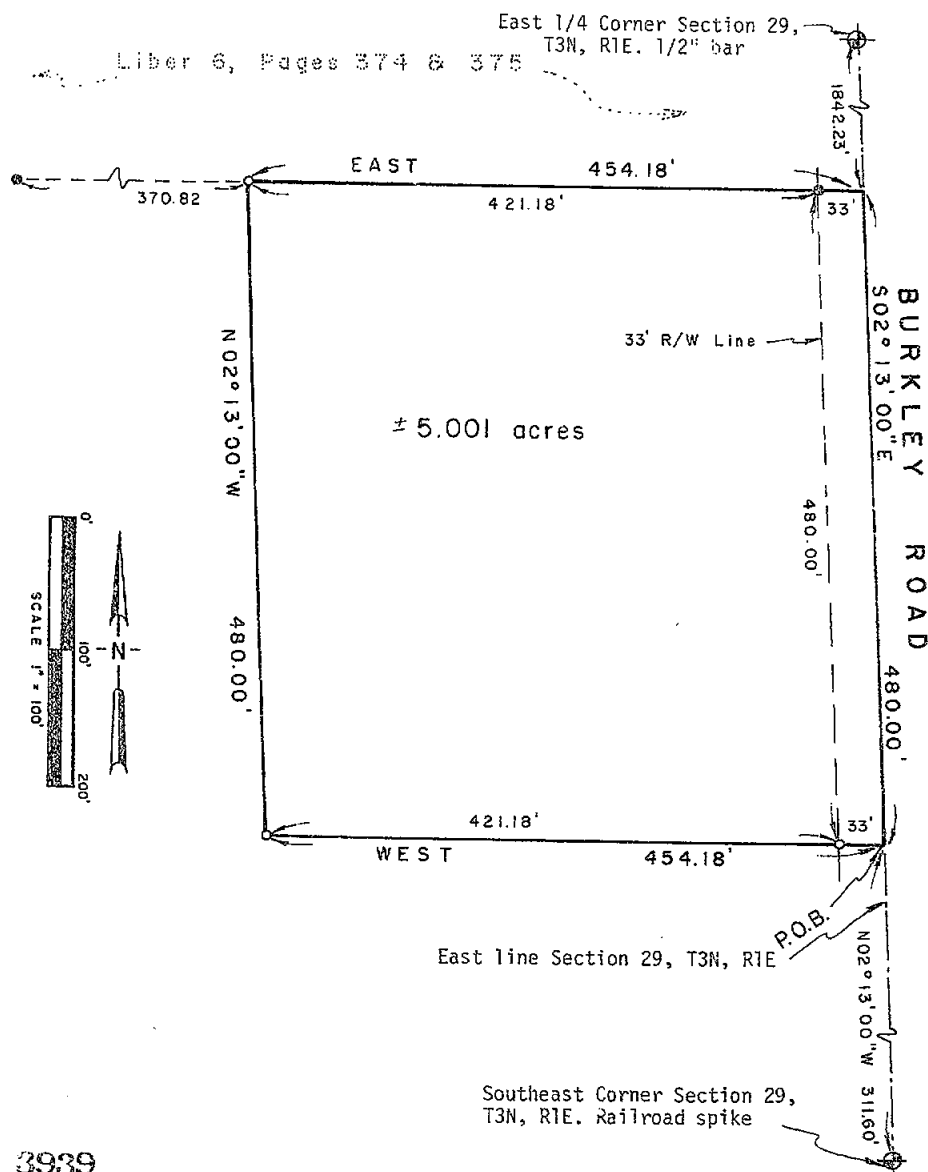 East 1/4 Corner Section 29,
T3N, R1E. 1/2" bar
Liber 6, Pages 374 & 375
1842.23'
EAST 454.18'
370.82
421.18'
33'
BURKLEY ROAD
S02°13'00"E
480.00'
33' R/W Line
480.00'
N02°13'00"W
480.00'
± 5.001 acres
0'
100'
200'
SCALE 1" = 100'
-N-
421.18'
33'
WEST 454.18'
P.O.B.
East line Section 29, T3N, R1E
N02°13'00"W 311.60'
Southeast Corner Section 29,
T3N, R1E. Railroad spike
3939